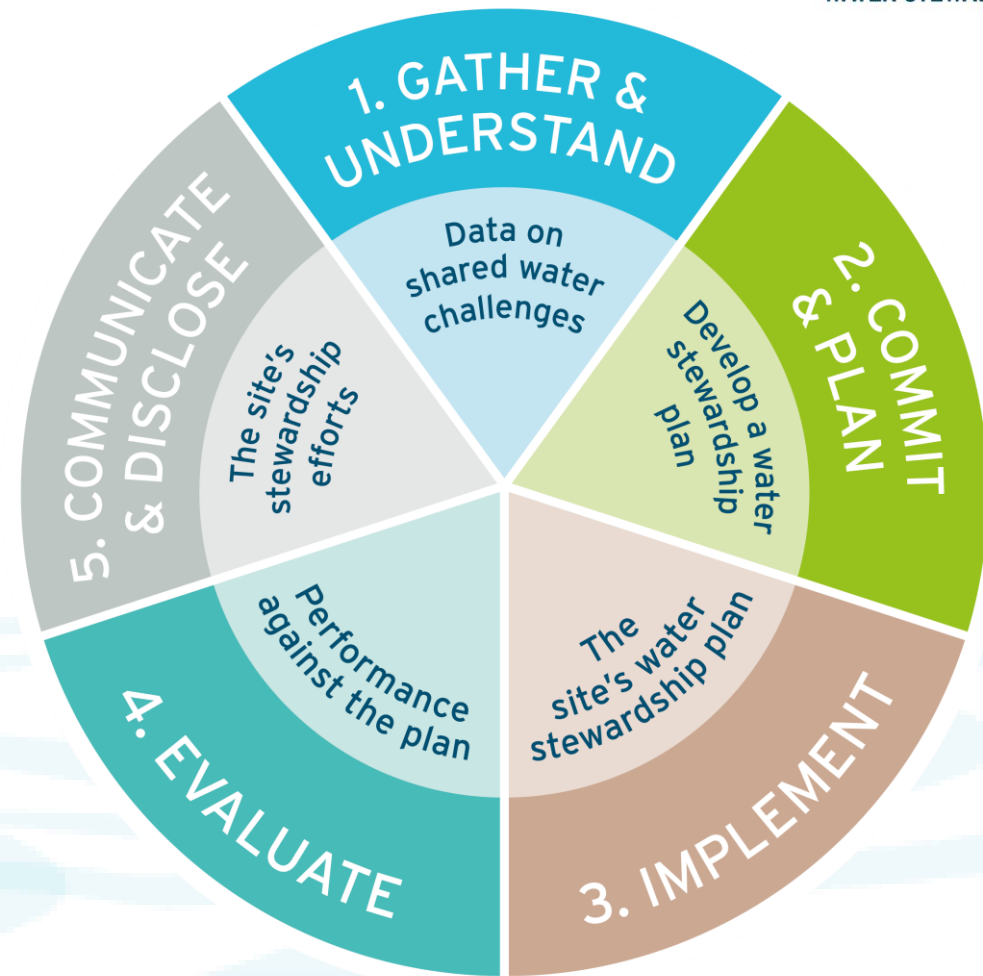 1. GATHER &
UNDERSTAND
Data on
shared water
challenges
2. COMMIT
& PLAN
Develop a water
stewardship
plan
3. IMPLEMENT
The
site's water
stewardship plan
4. EVALUATE
Performance
against the plan
5. COMMUNICATE
& DISCLOSE
The site's
stewardship
efforts